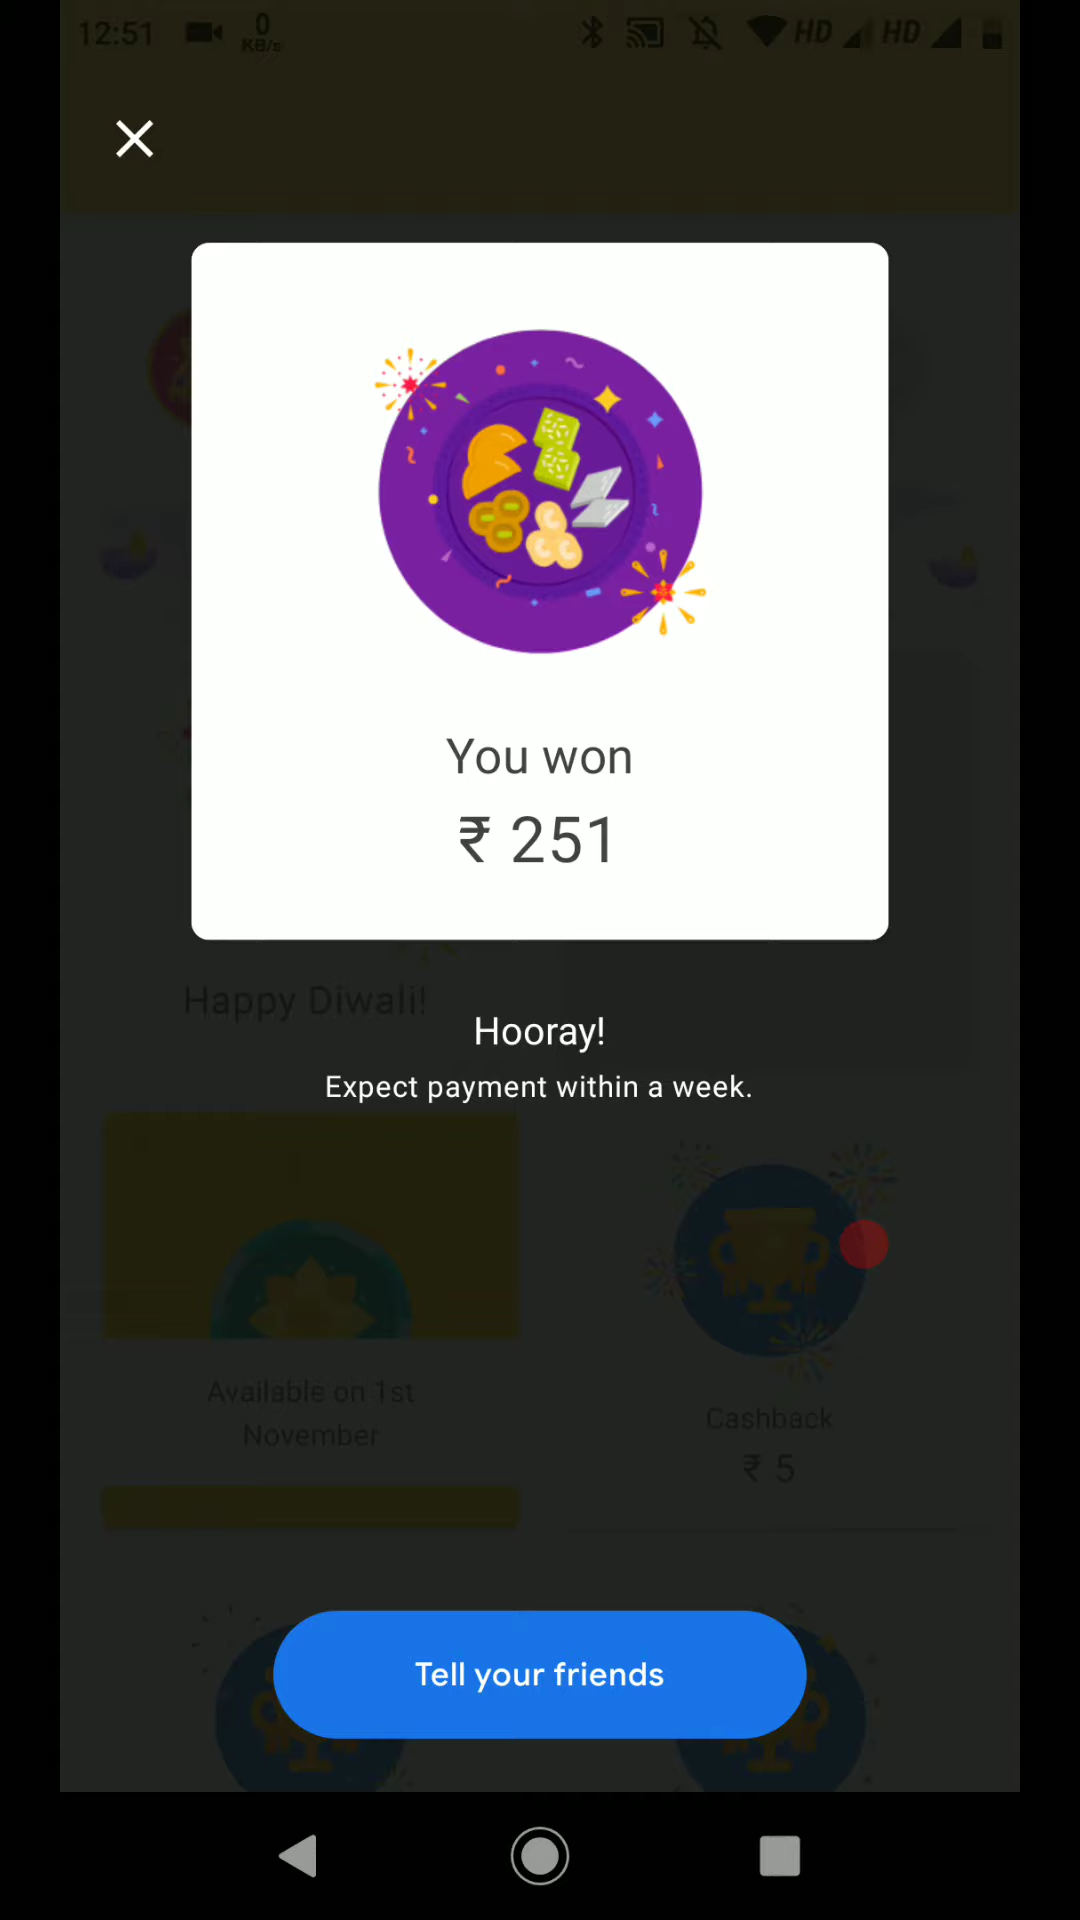 12:51
0
KB/s
HD
HD
You won
₹ 251
Happy Diwali!
Hooray!
Expect payment within a week.
Available on 1st
November
Cashback
₹ 5
Tell your friends